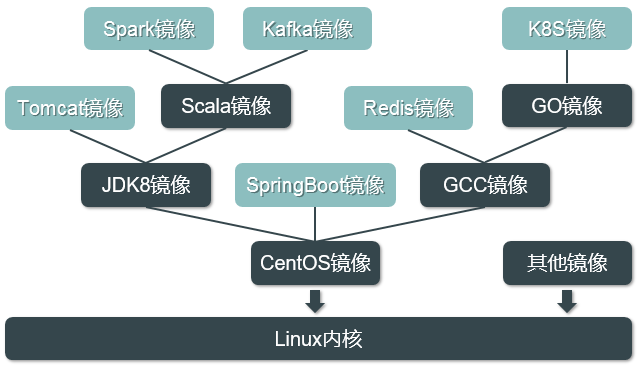 Spark镜像
Kafka镜像
K8S镜像
Tomcat镜像
Scala镜像
Redis镜像
GO镜像
JDK8镜像
SpringBoot镜像
GCC镜像
CentOS镜像
其他镜像
Linux内核